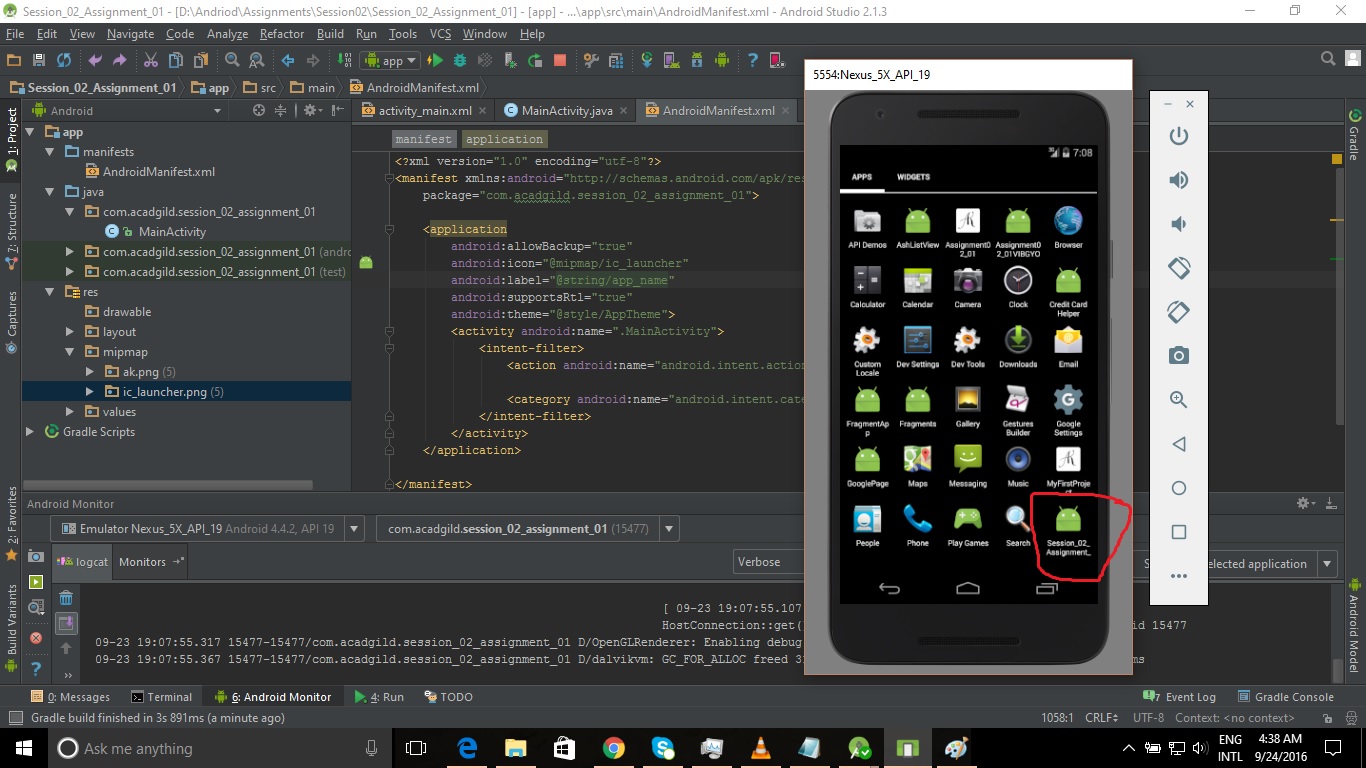 Session_02_Assignment_01 - [D:\Andriod\Assignments\Session02\Session_02_Assignment_01] - [app] - ...\app\src\main\AndroidManifest.xml - Android Studio 2.1.3
File Edit View Navigate Code Analyze Refactor Build Run Tools VCS Window Help
app
Session_02_Assignment_01 app src main AndroidManifest.xml
Android
activity_main.xml MainActivity.java AndroidManifest.xml
1: Project
7: Structure
Captures
2: Favorites
Build Variants
app
manifests
AndroidManifest.xml
java
com.acadgild.session_02_assignment_01
MainActivity
com.acadgild.session_02_assignment_01 (andro
com.acadgild.session_02_assignment_01 (test)
res
drawable
layout
mipmap
ak.png (5)
ic_launcher.png (5)
values
Gradle Scripts
manifest application
<?xml version="1.0" encoding="utf-8"?>
<manifest xmlns:android="http://schemas.android.com/apk/res
package="com.acadgild.session_02_assignment_01">
<application
android:allowBackup="true"
android:icon="@mipmap/ic_launcher"
android:label="@string/app_name"
android:supportsRtl="true"
android:theme="@style/AppTheme">
<activity android:name=".MainActivity">
<intent-filter>
<action android:name="android.intent.action
<category android:name="android.intent.cate
</intent-filter>
</activity>
</application>
</manifest>
5554:Nexus_5X_API_19
3G 7:08
APPS WIDGETS
API Demos AshListView Assignment0 Assignment0 Browser
2_01 2_01VIBGYO
Calculator Calendar Camera Clock Credit Card
Helper
Custom Dev Settings Dev Tools Downloads Email
Locale
FragmentAp Fragments Gallery Gestures Google
p Builder Settings
GooglePage Maps Messaging Music MyFirstProje
People Phone Play Games Search Session_02_
Assignment_
Gradle
Android Model
Android Monitor
Emulator Nexus_5X_API_19 Android 4.4.2, API 19 com.acadgild.session_02_assignment_01 (15477)
logcat Monitors Verbose S elected application
[ 09-23 19:07:55.107
HostConnection::get( id 15477
09-23 19:07:55.317 15477-15477/com.acadgild.session_02_assignment_01 D/OpenGLRenderer: Enabling debug
09-23 19:07:55.367 15477-15477/com.acadgild.session_02_assignment_01 D/dalvikvm: GC_FOR_ALLOC freed 3 ms
0: Messages Terminal 6: Android Monitor 4: Run TODO 7 Event Log Gradle Console
Gradle build finished in 3s 891ms (a minute ago) 1058:1 CRLF UTF-8 Context: <no context>
Ask me anything ENG 4:38 AM
INTL 9/24/2016